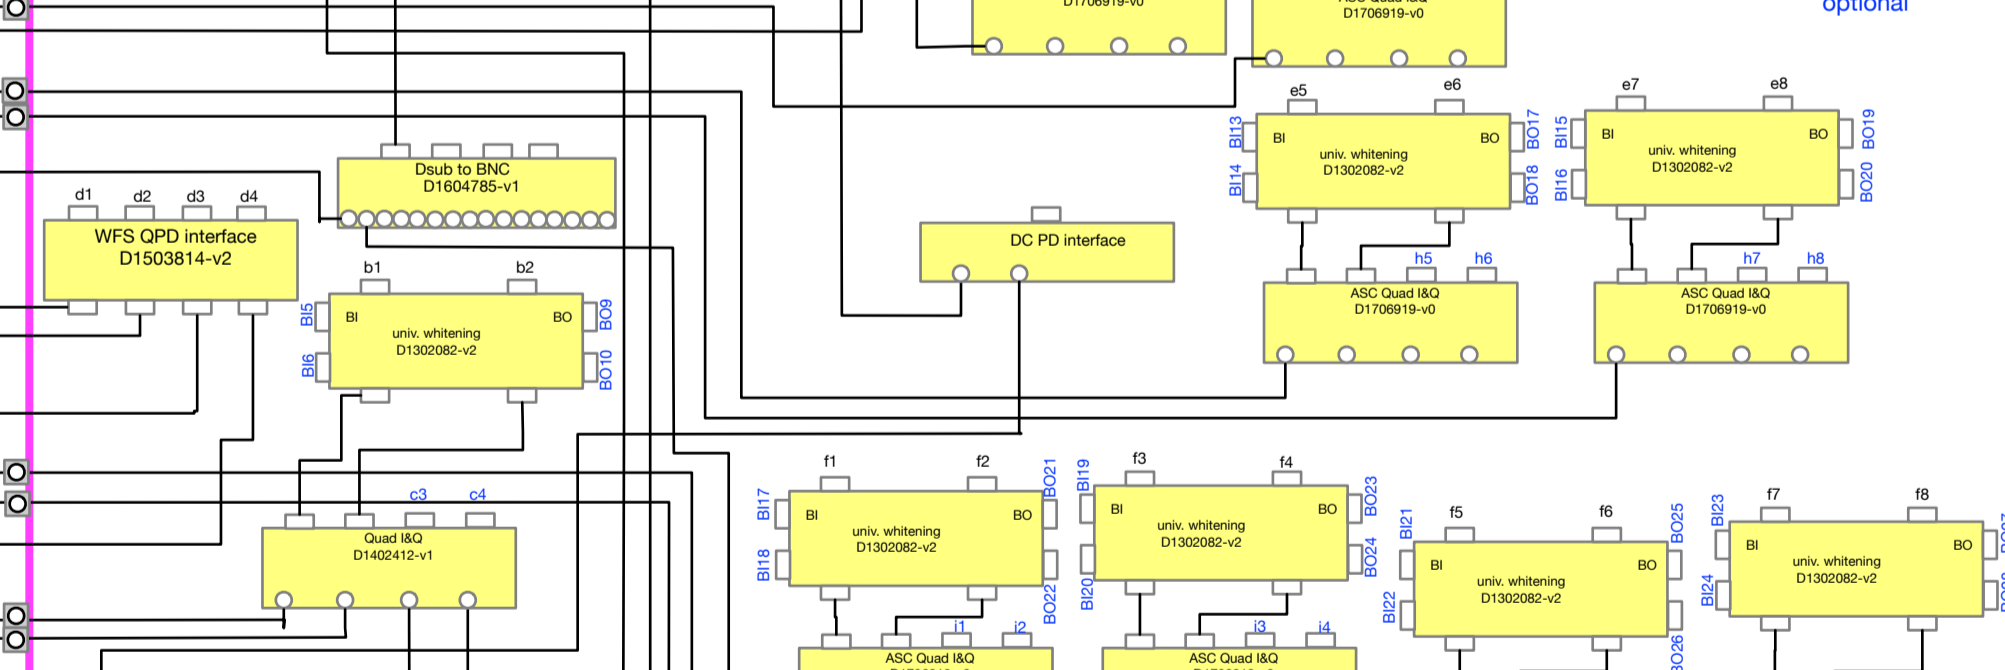 D1706919-v0
ASC Quad I&Q
D1706919-v0
optional
e5
e6
e7
e8
BI13
BI14
BI
univ. whitening
D1302082-v2
BO
BO17
BO18
BI15
BI16
BI
univ. whitening
D1302082-v2
BO
BO19
BO20
Dsub to BNC
D1604785-v1
d1
d2
d3
d4
WFS QPD interface
D1503814-v2
DC PD interface
h5
h6
ASC Quad I&Q
D1706919-v0
h7
h8
ASC Quad I&Q
D1706919-v0
b1
b2
BI5
BI6
BI
univ. whitening
D1302082-v2
BO
BO9
BO10
c3
c4
Quad I&Q
D1402412-v1
f1
f2
BI17
BI18
BI
univ. whitening
D1302082-v2
BO
BO21
BO22
f3
f4
BI19
BI20
BI
univ. whitening
D1302082-v2
BO
BO23
BO24
f5
f6
BI21
BI22
BI
univ. whitening
D1302082-v2
BO
BO25
BO26
f7
f8
BI23
BI24
BI
univ. whitening
D1302082-v2
BO
i1
i2
ASC Quad I&Q
i3
i4
ASC Quad I&Q